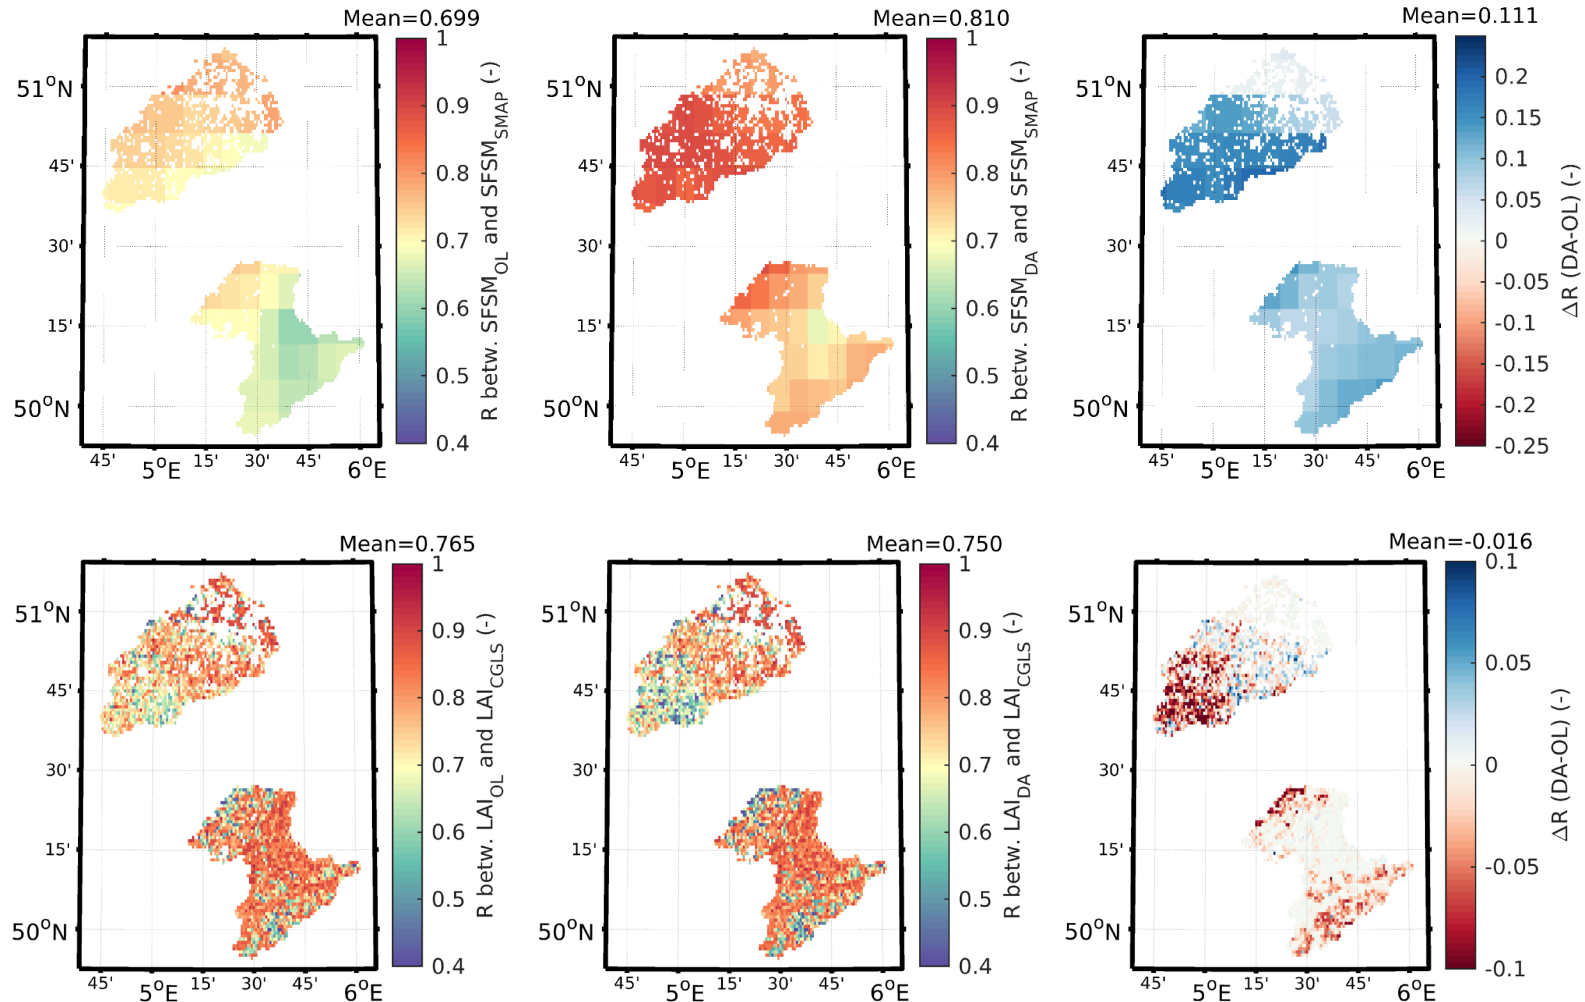 Mean=0.699
1
0.9
0.8
0.7
0.6
0.5
0.4
R betw. SFSM_OL and SFSM_SMAP (-)
51°N
45'
30'
15'
50°N
45'
5°E
15'
30'
45'
6°E
Mean=0.810
1
0.9
0.8
0.7
0.6
0.5
0.4
R betw. SFSM_DA and SFSM_SMAP (-)
51°N
45'
30'
15'
50°N
45'
5°E
15'
30'
45'
6°E
Mean=0.111
0.2
0.15
0.1
0.05
0
-0.05
-0.1
-0.15
-0.2
-0.25
ΔR (DA-OL) (-)
51°N
45'
30'
15'
50°N
45'
5°E
15'
30'
45'
6°E
Mean=0.765
1
0.9
0.8
0.7
0.6
0.5
0.4
R betw. LAI_OL and LAI_CGLS (-)
51°N
45'
30'
15'
50°N
45'
5°E
15'
30'
45'
6°E
Mean=0.750
1
0.9
0.8
0.7
0.6
0.5
0.4
R betw. LAI_DA and LAI_CGLS (-)
51°N
45'
30'
15'
50°N
45'
5°E
15'
30'
45'
6°E
Mean=-0.016
0.1
0.05
0
-0.05
-0.1
ΔR (DA-OL) (-)
51°N
45'
30'
15'
50°N
45'
5°E
15'
30'
45'
6°E